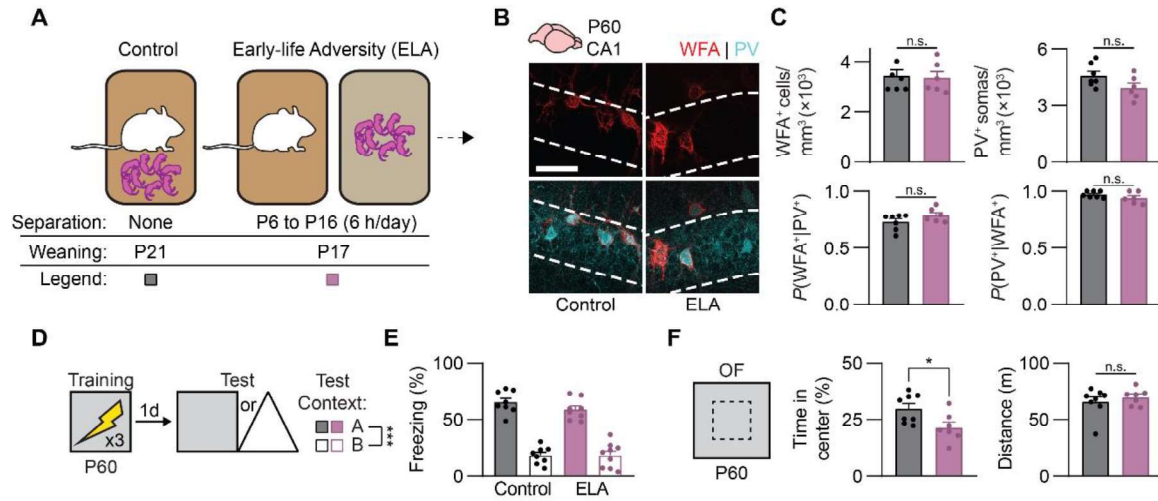 A
Control
Early-life Adversity (ELA)
Separation: None P6 to P16 (6 h/day)
Weaning: P21 P17
Legend:
B
P60
CA1
WFA | PV
Control ELA
C
n.s.
WFA⁺ cells/
mm³ (×10³)
4
2
0
n.s.
PV⁺ somas/
mm³ (×10³)
6
3
0
n.s.
P(WFA⁺|PV⁺)
1.0
0.5
0.0
n.s.
P(PV⁺|WFA⁺)
1.0
0.5
0.0
D
Training
x3
P60
1d
Test
or
Test
Context:
A
B
***
E
Freezing (%)
100
50
0
Control ELA
F
OF
P60
Time in
center (%)
50
25
0
*
Distance (m)
100
50
0
n.s.